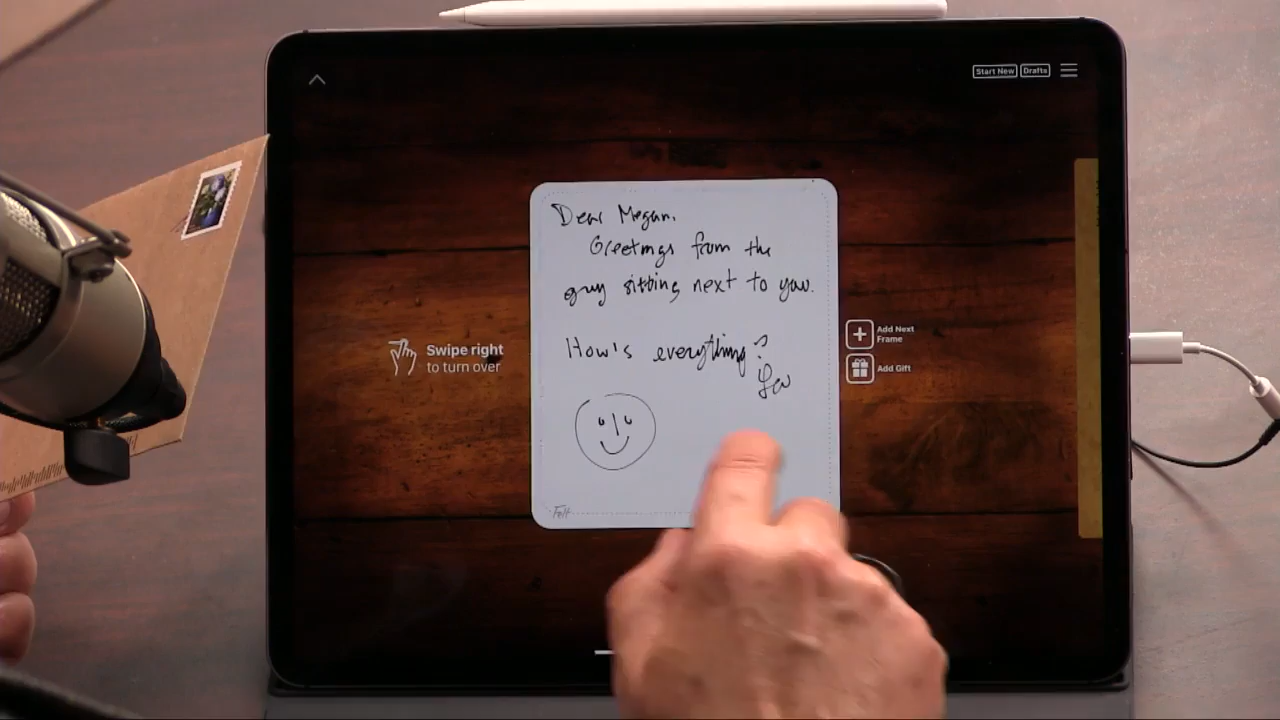 Start New Drafts
Dear Megan,
Greetings from the
guy sitting next to you.
How's everything?
Leo
Swipe right
to turn over
Add Next
Frame
Add Gift
Felt